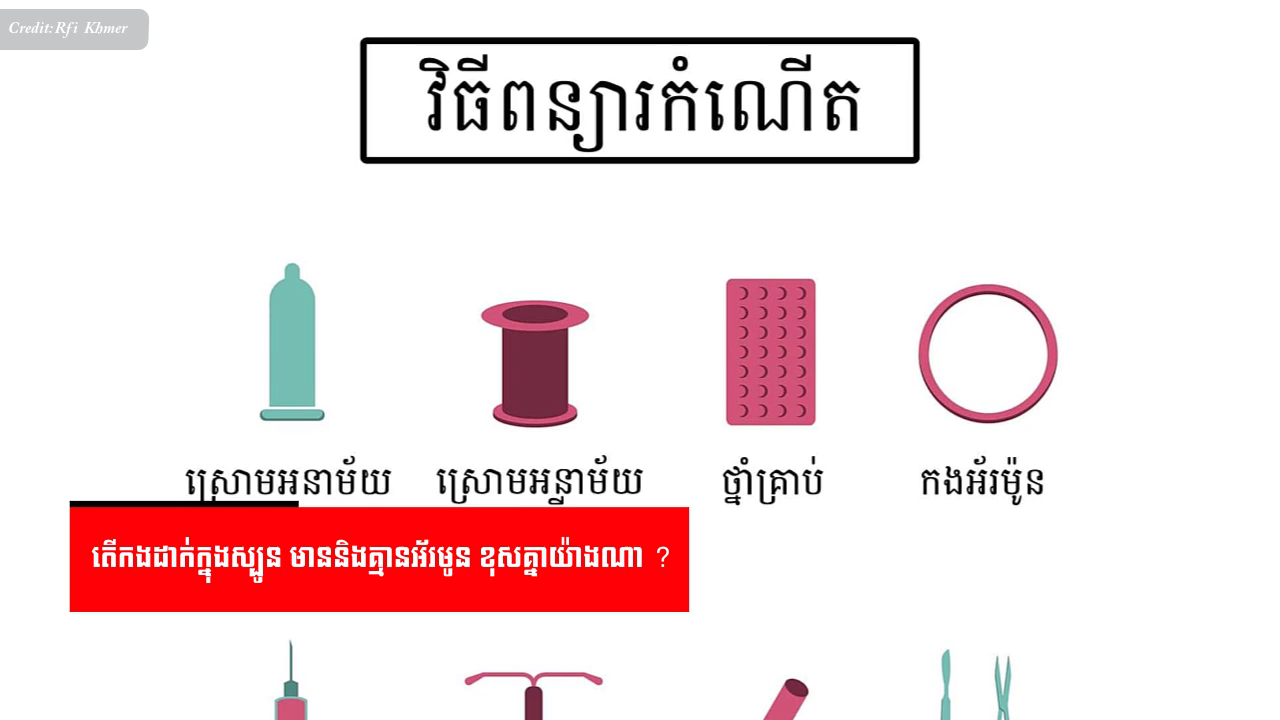 Credit:Rfi Khmer
វិធីពន្យារកំណើត
ស្រោមអនាម័យ
ស្រោមអនាម័យ
ថ្នាំគ្រាប់
កងអ័រម៉ូន
តើកងដាក់ក្នុងស្បូន មាននិងគ្មានអ័រមូន ខុសគ្នាយ៉ាងណា ?